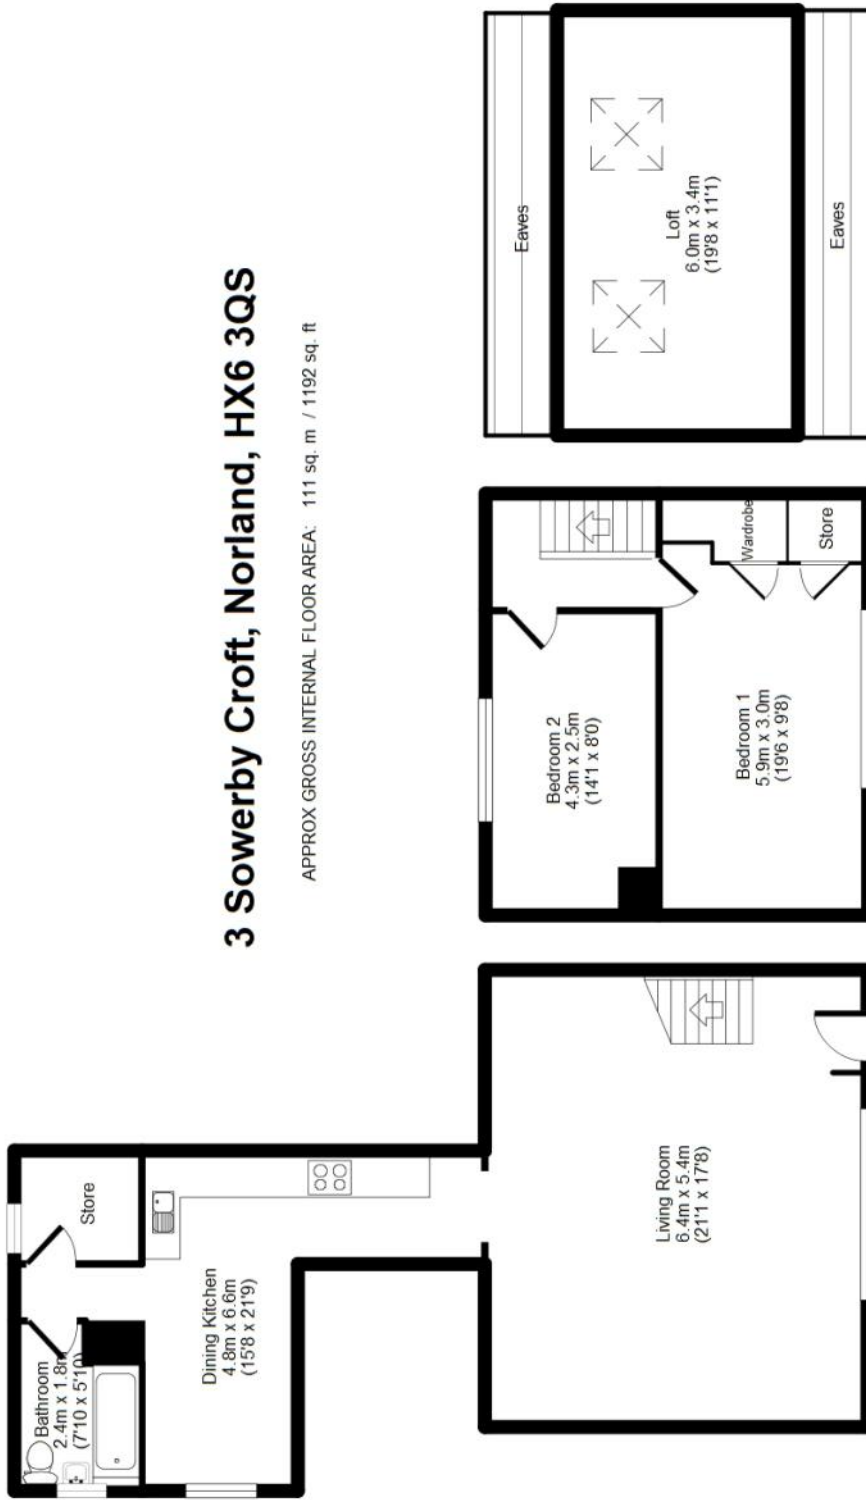 3 Sowerby Croft, Norland, HX6 3QS
APPROX GROSS INTERNAL FLOOR AREA: 111 sq. m / 1192 sq. ft
Bathroom
2.4m x 1.8m
(7'10 x 5'10)
Store
Dining Kitchen
4.8m x 6.6m
(15'8 x 21'9)
Living Room
6.4m x 5.4m
(21'1 x 17'8)
Bedroom 2
4.3m x 2.5m
(14'1 x 8'0)
Bedroom 1
5.9m x 3.0m
(19'6 x 9'8)
Wardrobe
Store
Eaves
Loft
6.0m x 3.4m
(19'8 x 11'1)
Eaves